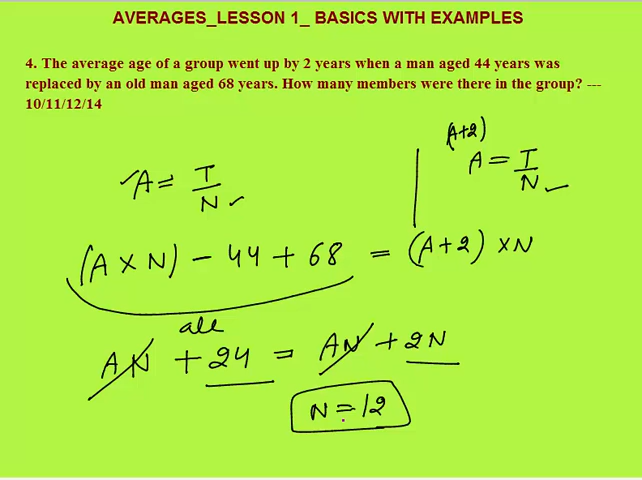 AVERAGES_LESSON 1_ BASICS WITH EXAMPLES
4. The average age of a group went up by 2 years when a man aged 44 years was
replaced by an old man aged 68 years. How many members were there in the group? ---
10/11/12/14
(A+2)
A = T/N
A = T/N
(A × N) - 44 + 68 = (A+2) × N
all
AN + 24 = AN + 2N
N = 12